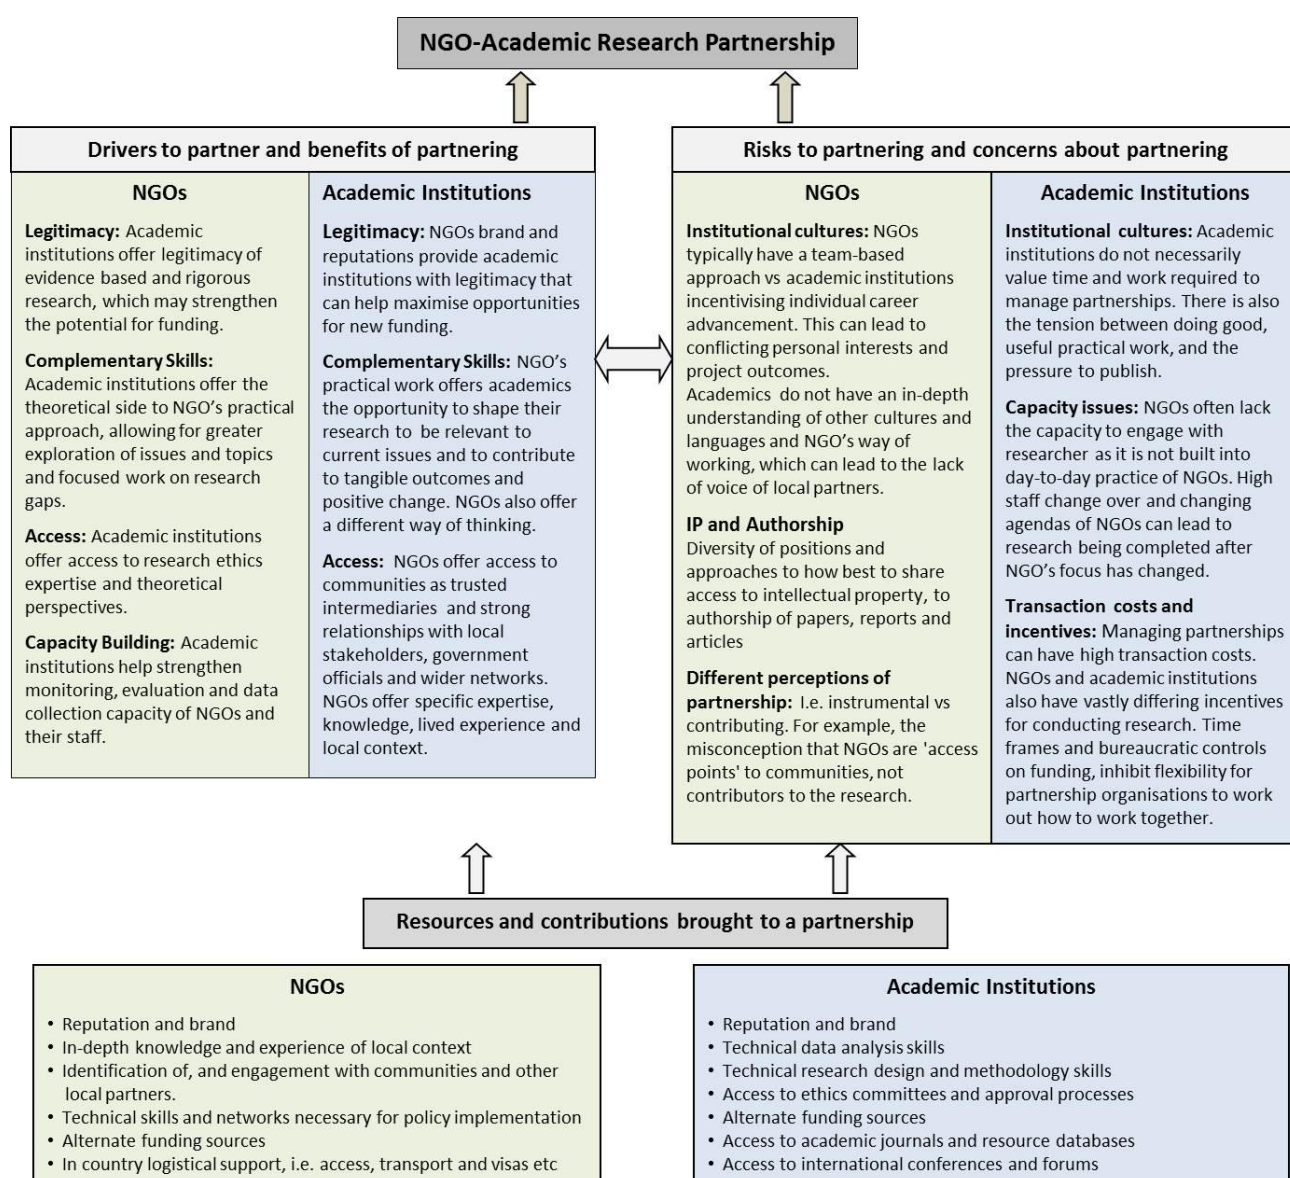 NGO-Academic Research Partnership
Drivers to partner and benefits of partnering
NGOs
Legitimacy: Academic
institutions offer legitimacy of
evidence based and rigorous
research, which may strengthen
the potential for funding.
Complementary Skills:
Academic institutions offer the
theoretical side to NGO’s practical
approach, allowing for greater
exploration of issues and topics
and focused work on research
gaps.
Access: Academic institutions
offer access to research ethics
expertise and theoretical
perspectives.
Capacity Building: Academic
institutions help strengthen
monitoring, evaluation and data
collection capacity of NGOs and
their staff.
Academic Institutions
Legitimacy: NGOs brand and
reputations provide academic
institutions with legitimacy that
can help maximise opportunities
for new funding.
Complementary Skills: NGO’s
practical work offers academics
the opportunity to shape their
research to be relevant to
current issues and to contribute
to tangible outcomes and
positive change. NGOs also offer
a different way of thinking.
Access: NGOs offer access to
communities as trusted
intermediaries and strong
relationships with local
stakeholders, government
officials and wider networks.
NGOs offer specific expertise,
knowledge, lived experience and
local context.
Risks to partnering and concerns about partnering
NGOs
Institutional cultures: NGOs
typically have a team-based
approach vs academic institutions
incentivising individual career
advancement. This can lead to
conflicting personal interests and
project outcomes.
Academics do not have an in-depth
understanding of other cultures and
languages and NGO’s way of
working, which can lead to the lack
of voice of local partners.
IP and Authorship
Diversity of positions and
approaches to how best to share
access to intellectual property, to
authorship of papers, reports and
articles
Different perceptions of
partnership: I.e. instrumental vs
contributing. For example, the
misconception that NGOs are 'access
points' to communities, not
contributors to the research.
Academic Institutions
Institutional cultures: Academic
institutions do not necessarily
value time and work required to
manage partnerships. There is also
the tension between doing good,
useful practical work, and the
pressure to publish.
Capacity issues: NGOs often lack
the capacity to engage with
researcher as it is not built into
day-to-day practice of NGOs. High
staff change over and changing
agendas of NGOs can lead to
research being completed after
NGO’s focus has changed.
Transaction costs and
incentives: Managing partnerships
can have high transaction costs.
NGOs and academic institutions
also have vastly differing incentives
for conducting research. Time
frames and bureaucratic controls
on funding, inhibit flexibility for
partnership organisations to work
out how to work together.
Resources and contributions brought to a partnership
NGOs
• Reputation and brand
• In-depth knowledge and experience of local context
• Identification of, and engagement with communities and other
local partners.
• Technical skills and networks necessary for policy implementation
• Alternate funding sources
• In country logistical support, i.e. access, transport and visas etc
Academic Institutions
• Reputation and brand
• Technical data analysis skills
• Technical research design and methodology skills
• Access to ethics committees and approval processes
• Alternate funding sources
• Access to academic journals and resource databases
• Access to international conferences and forums